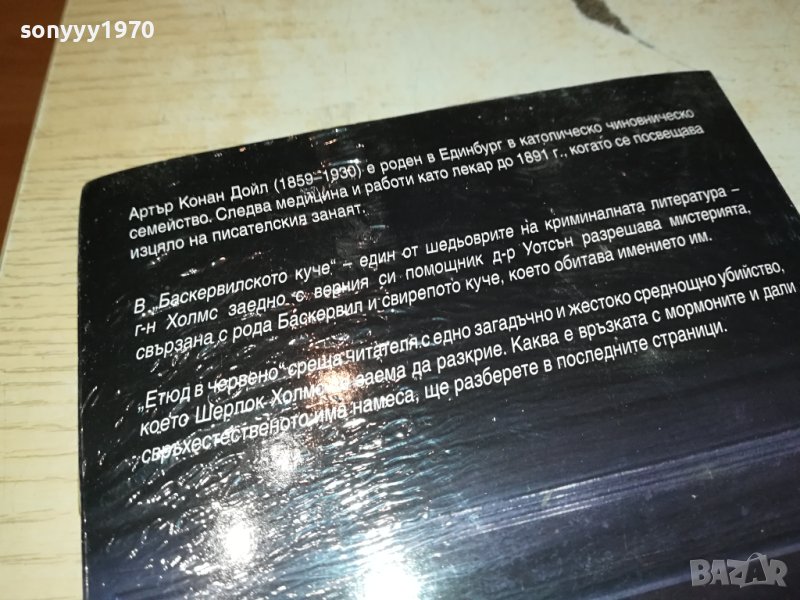 sonyyy1970
Артър Конан Дойл (1859–1930) е роден в Единбург в католическо чиновническо
семейство. Следва медицина и работи като лекар до 1891 г., когато се посвещава
изцяло на писателския занаят.
В „Баскервилското куче“ – един от шедьоврите на криминалната литература –
г-н Холмс заедно с верния си помощник д-р Уотсън разрешава мистерията,
свързана с рода Баскервил и свирепото куче, което обитава имението им.
„Етюд в червено“ среща читателя с едно загадъчно и жестоко среднощно убийство,
което Шерлок Холмс се заема да разкрие. Каква е връзката с мормоните и дали
свръхестественото има намеса, ще разберете в последните страници.
BAZAR